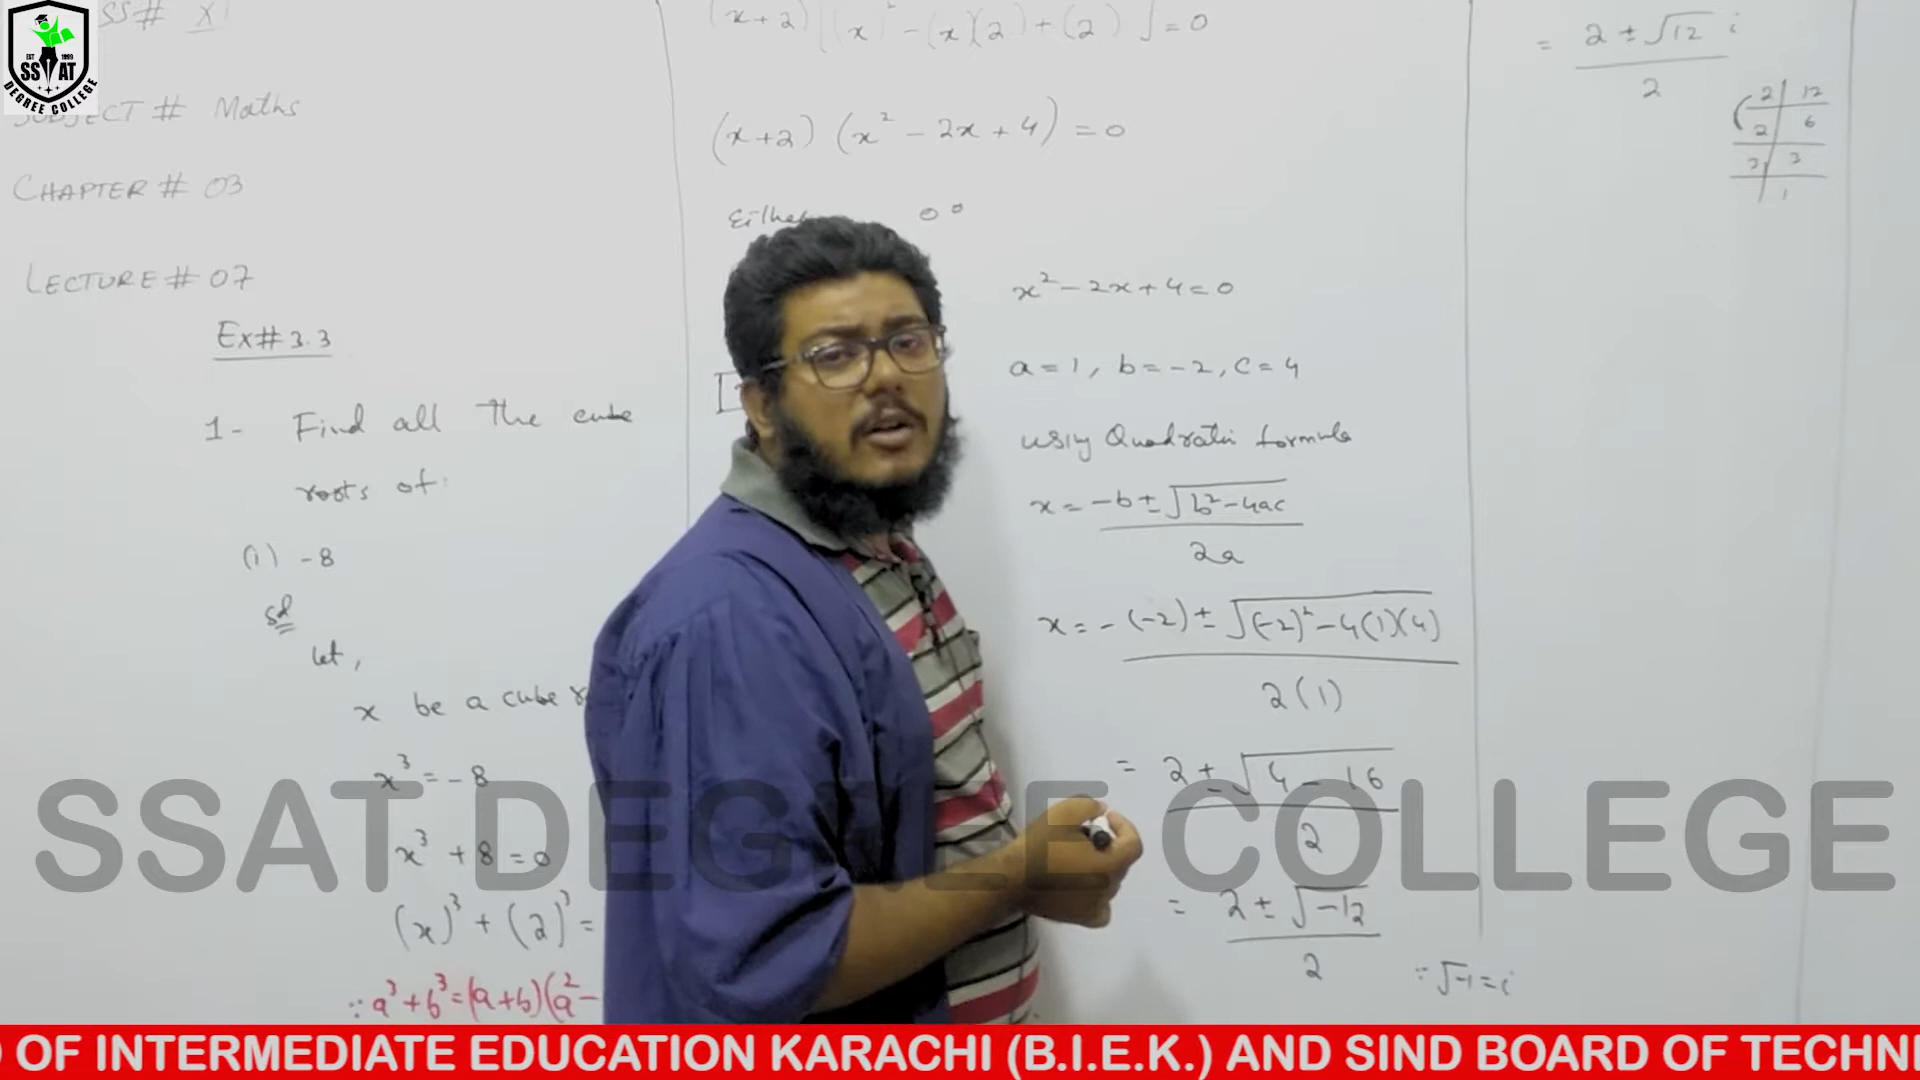 SSAT
EST 1999
DEGREE COLLEGE
SS# XI
SUBJECT # Maths
CHAPTER # 03
LECTURE # 07
Ex# 3.3
1- Find all the cube
roots of:
(i) -8
Sol
let,
x be a cube
x³ = -8
x³ + 8 = 0
(x)³ + (2)³ =
∵ a³ + b³ = (a+b)(a² -
(x+2) [(x)² - (x)(2) + (2) ] = 0
(x+2) (x² - 2x + 4) = 0
Either
x² - 2x + 4 = 0
a = 1, b = -2, c = 4
using Quadratic formula
x = -b ± √b² - 4ac
2a
x = -(-2) ± √(-2)² - 4(1)(4)
2(1)
= 2 ± √4 - 16
2
= 2 ± √-12
2
∵ √-1 = i
= 2 ± √12 i
2
2 | 12
2 | 6
3 | 3
| 1
SSAT DEGREE COLLEGE
OF INTERMEDIATE EDUCATION KARACHI (B.I.E.K.) AND SIND BOARD OF TECHNI